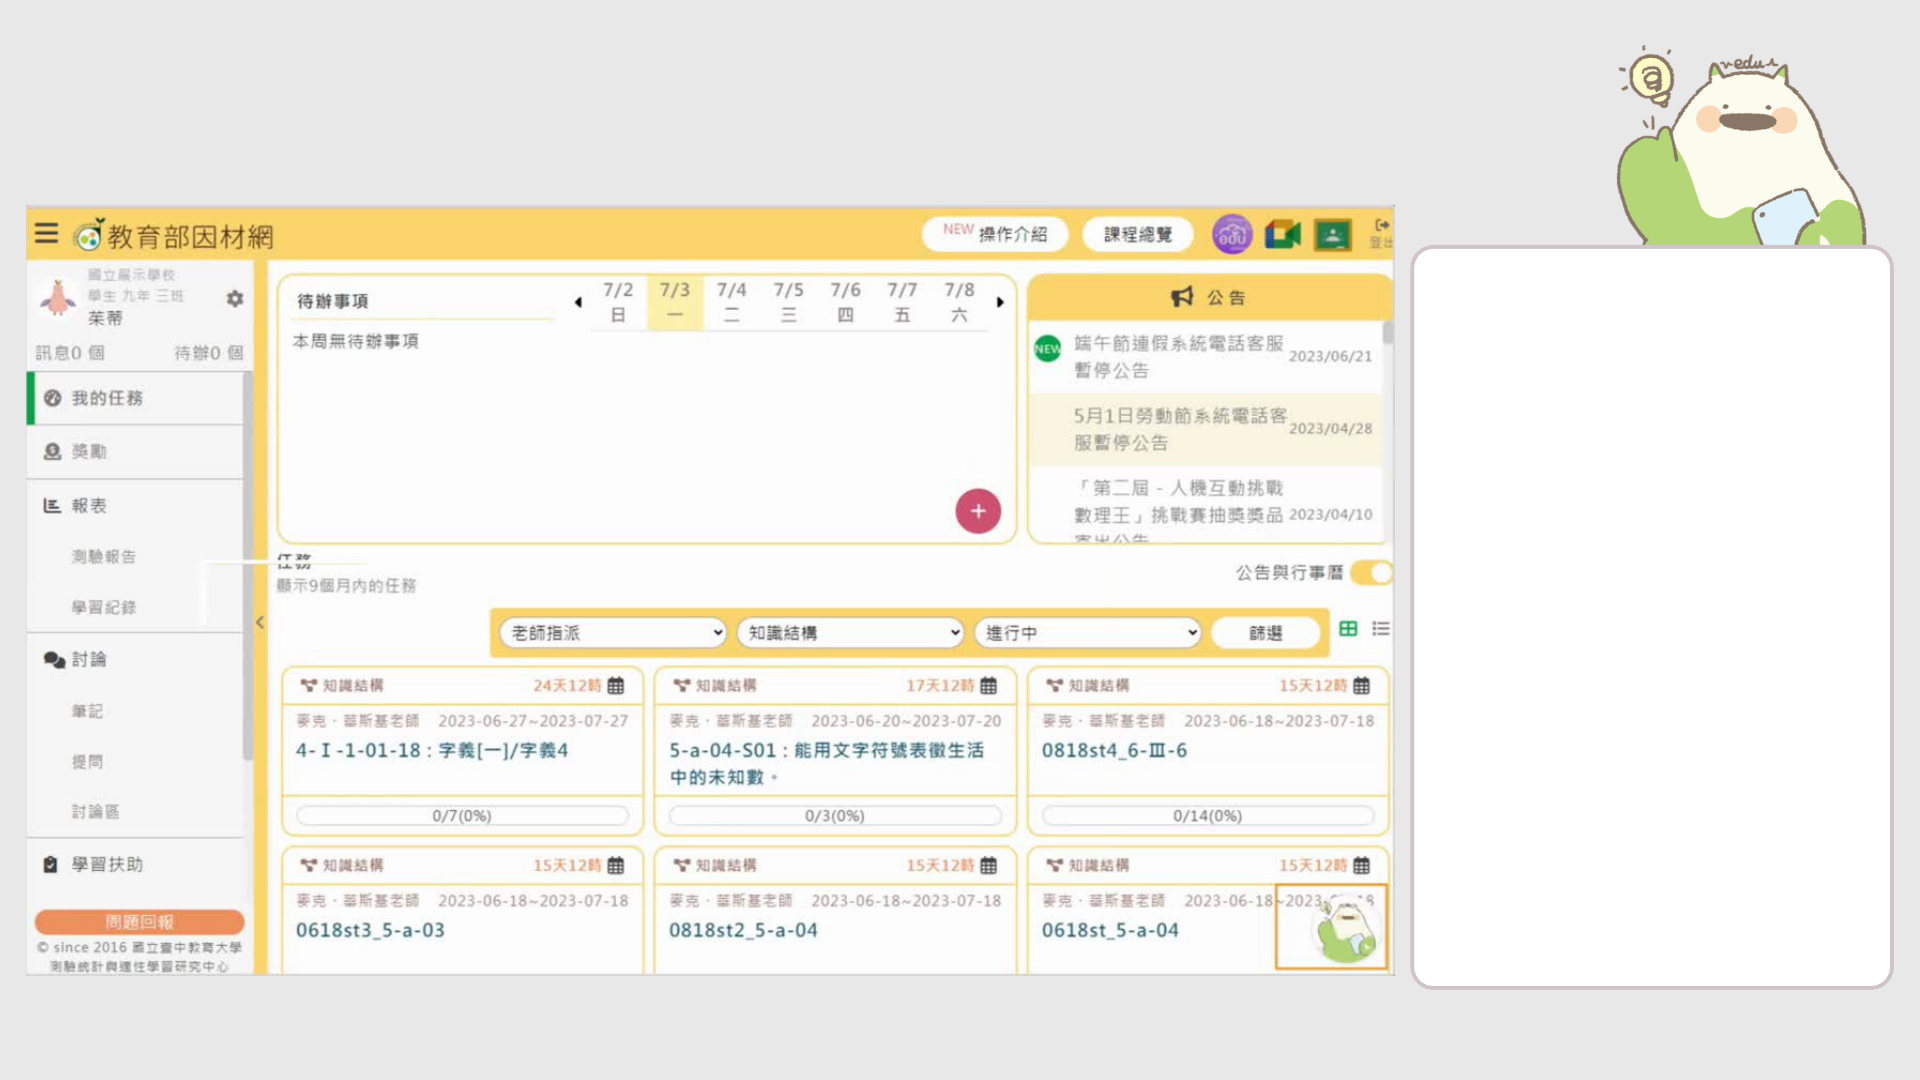 vedur
教育部因材網
NEW 操作介紹
課程總覽
edu
登出
國立展示學校
學生 九年 三班
茱蒂
訊息0 個
待辦0 個
我的任務
獎勵
報表
測驗報告
學習紀錄
討論
筆記
提問
討論區
學習扶助
問題回報
© since 2016 國立臺中教育大學
測驗統計與適性學習研究中心
待辦事項
7/2 7/3 7/4 7/5 7/6 7/7 7/8
日 一 二 三 四 五 六
本周無待辦事項
+
公告
NEW
端午節連假系統電話客服
暫停公告
2023/06/21
5月1日勞動節系統電話客
服暫停公告
2023/04/28
「第二屆 - 人機互動挑戰
數理王」挑戰賽抽獎獎品
寄出公告
2023/04/10
任務
顯示9個月內的任務
公告與行事曆
老師指派
知識結構
進行中
篩選
知識結構 24天12時
麥克．華斯基老師 2023-06-27~2023-07-27
4-Ⅰ-1-01-18：字義[一]/字義4
0/7(0%)
知識結構 17天12時
麥克．華斯基老師 2023-06-20~2023-07-20
5-a-04-S01：能用文字符號表徵生活
中的未知數。
0/3(0%)
知識結構 15天12時
麥克．華斯基老師 2023-06-18~2023-07-18
0818st4_6-Ⅲ-6
0/14(0%)
知識結構 15天12時
麥克．華斯基老師 2023-06-18~2023-07-18
0618st3_5-a-03
知識結構 15天12時
麥克．華斯基老師 2023-06-18~2023-07-18
0818st2_5-a-04
知識結構 15天12時
麥克．華斯基老師 2023-06-18~2023-
0618st_5-a-04